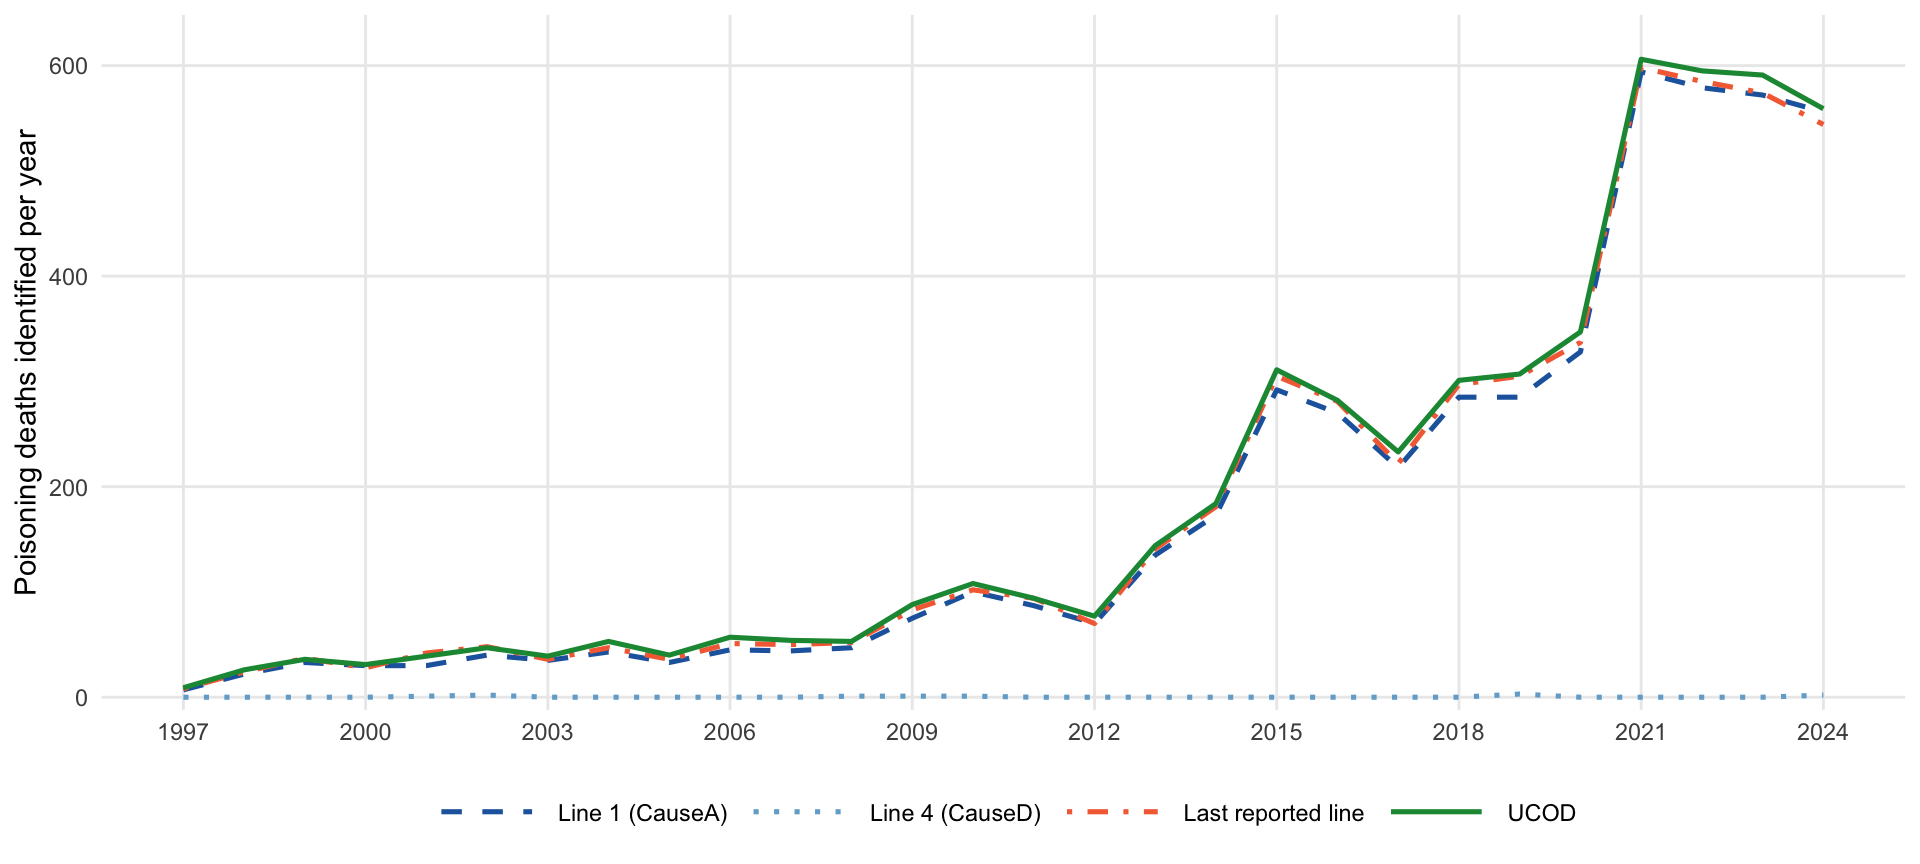 Poisoning deaths identified per year
600
400
200
0
1997 2000 2003 2006 2009 2012 2015 2018 2021 2024
Line 1 (CauseA) Line 4 (CauseD) Last reported line UCOD